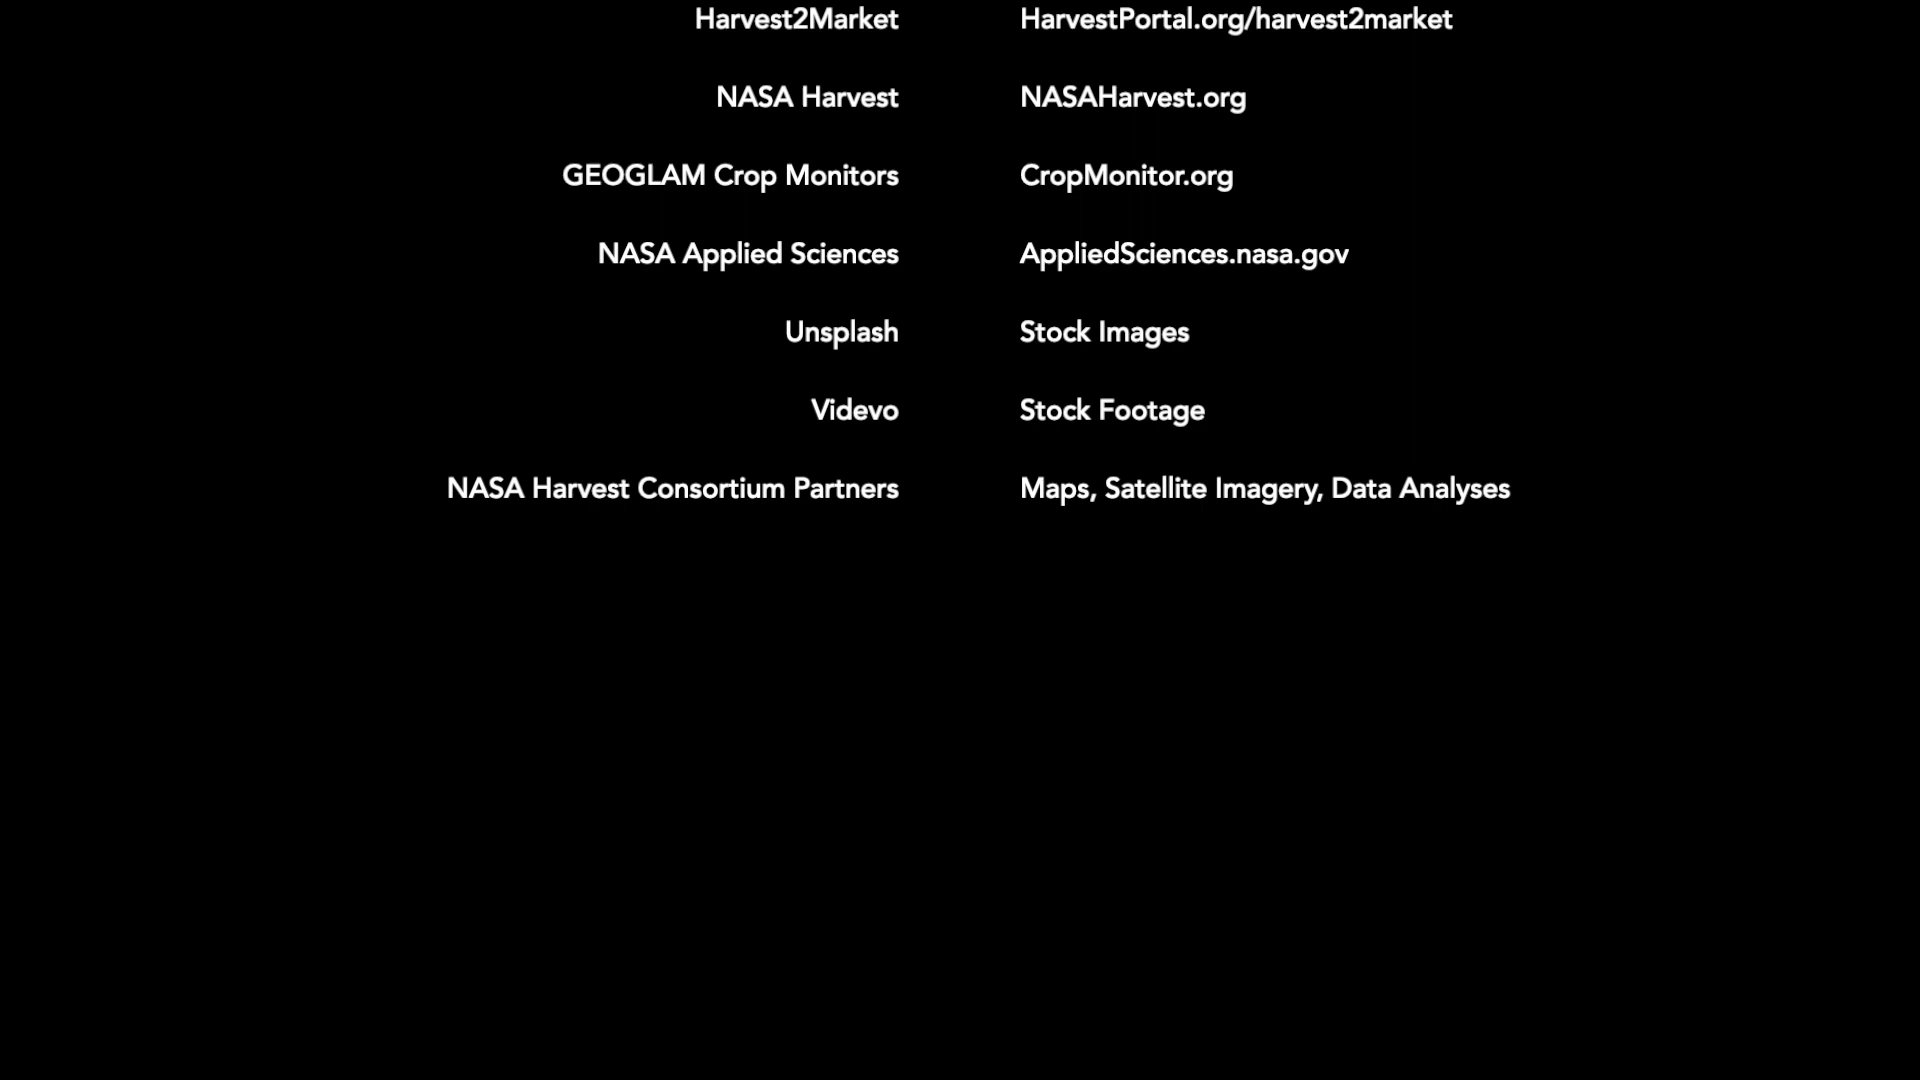 Harvest2Market HarvestPortal.org/harvest2market
NASA Harvest NASAHarvest.org
GEOGLAM Crop Monitors CropMonitor.org
NASA Applied Sciences AppliedSciences.nasa.gov
Unsplash Stock Images
Videvo Stock Footage
NASA Harvest Consortium Partners Maps, Satellite Imagery, Data Analyses